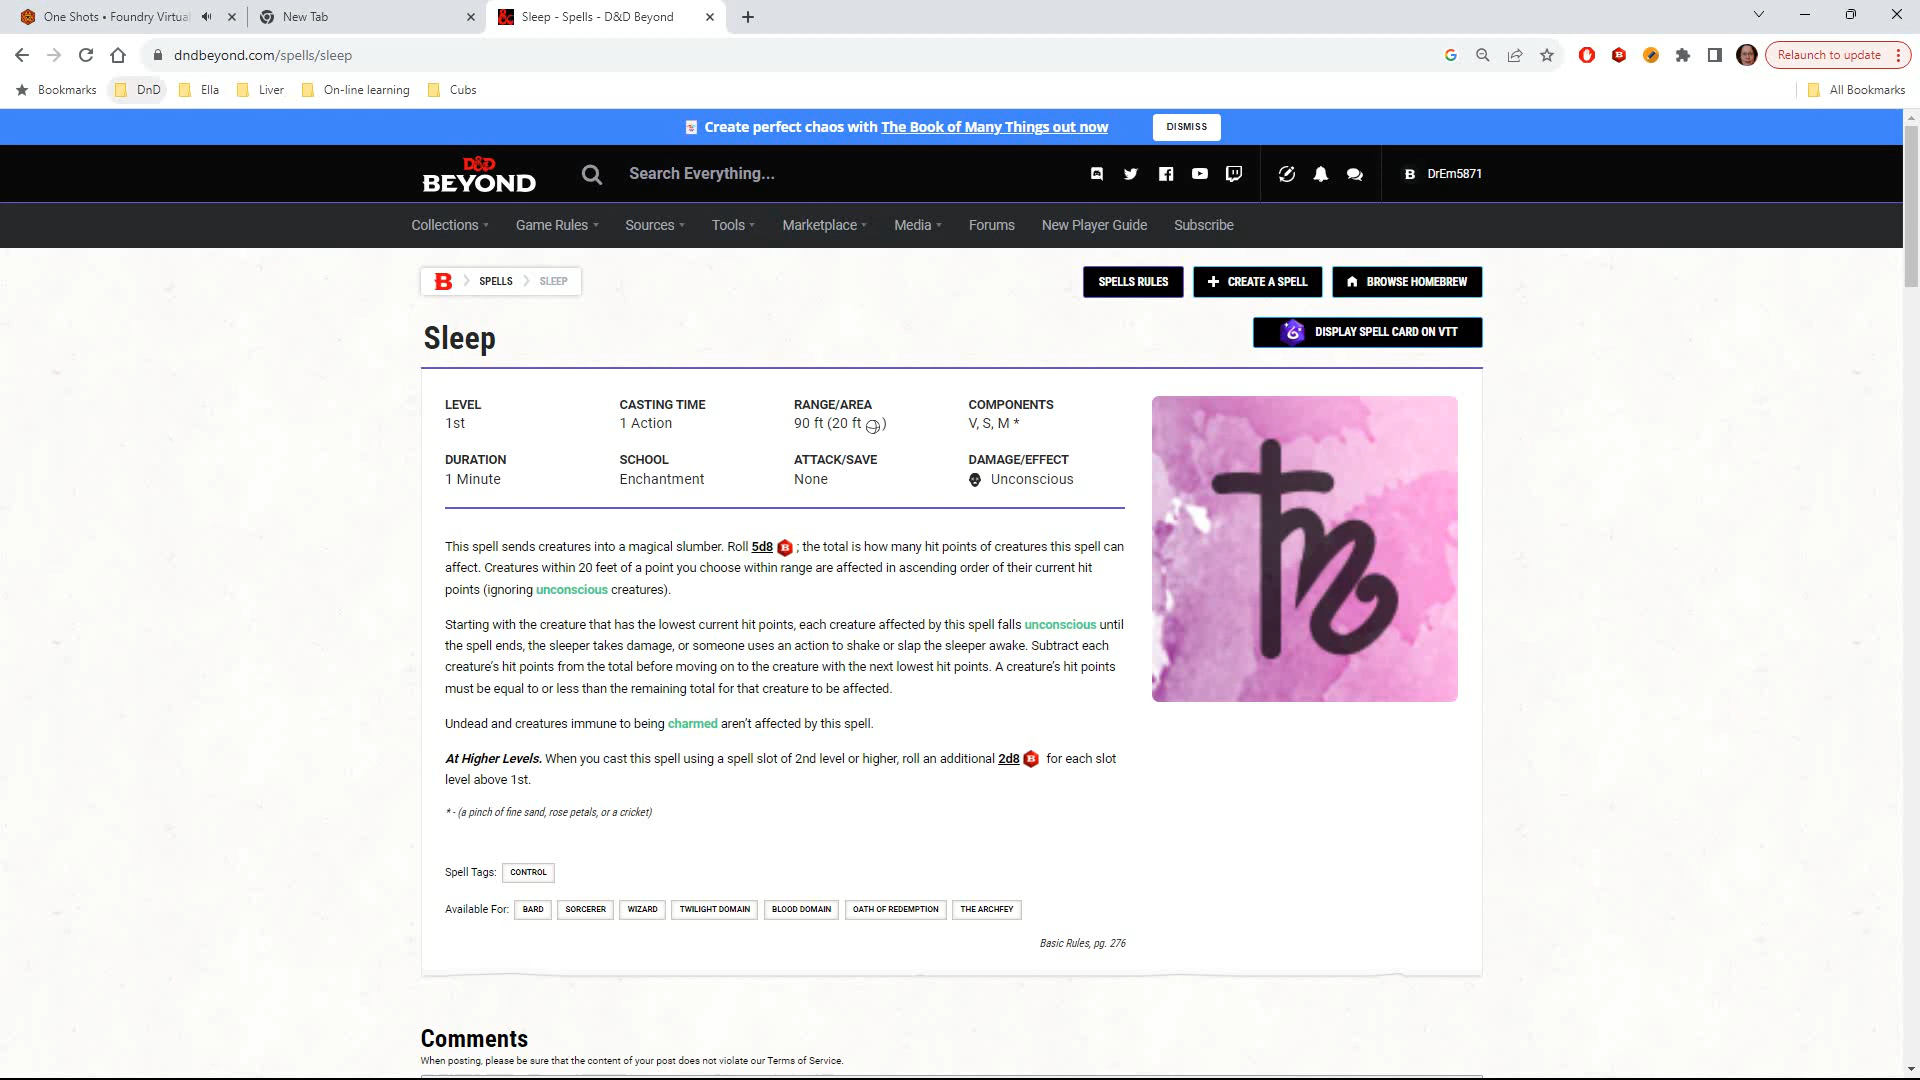 One Shots • Foundry Virtual
New Tab
Sleep - Spells - D&D Beyond
dndbeyond.com/spells/sleep
Relaunch to update
Bookmarks
DnD
Ella
Liver
On-line learning
Cubs
All Bookmarks
Create perfect chaos with The Book of Many Things out now
DISMISS
D&D
BEYOND
Search Everything...
DrEm5871
Collections
Game Rules
Sources
Tools
Marketplace
Media
Forums
New Player Guide
Subscribe
SPELLS
SLEEP
SPELLS RULES
CREATE A SPELL
BROWSE HOMEBREW
Sleep
DISPLAY SPELL CARD ON VTT
LEVEL
1st
CASTING TIME
1 Action
RANGE/AREA
90 ft (20 ft )
COMPONENTS
V, S, M *
DURATION
1 Minute
SCHOOL
Enchantment
ATTACK/SAVE
None
DAMAGE/EFFECT
Unconscious
This spell sends creatures into a magical slumber. Roll 5d8 ; the total is how many hit points of creatures this spell can
affect. Creatures within 20 feet of a point you choose within range are affected in ascending order of their current hit
points (ignoring unconscious creatures).
Starting with the creature that has the lowest current hit points, each creature affected by this spell falls unconscious until
the spell ends, the sleeper takes damage, or someone uses an action to shake or slap the sleeper awake. Subtract each
creature's hit points from the total before moving on to the creature with the next lowest hit points. A creature's hit points
must be equal to or less than the remaining total for that creature to be affected.
Undead and creatures immune to being charmed aren't affected by this spell.
At Higher Levels. When you cast this spell using a spell slot of 2nd level or higher, roll an additional 2d8 for each slot
level above 1st.
* - (a pinch of fine sand, rose petals, or a cricket)
Spell Tags: CONTROL
Available For: BARD SORCERER WIZARD TWILIGHT DOMAIN BLOOD DOMAIN OATH OF REDEMPTION THE ARCHFEY
Basic Rules, pg. 276
Comments
When posting, please be sure that the content of your post does not violate our Terms of Service.